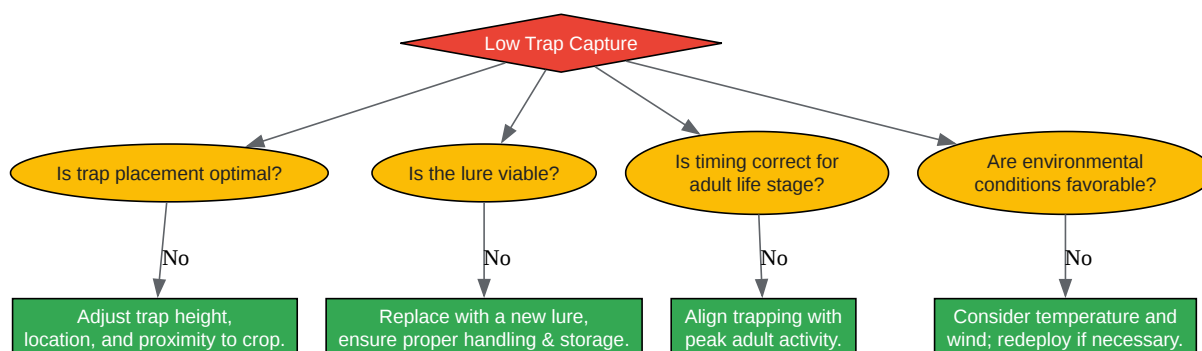 Low Trap Capture
Is trap placement optimal?
Is the lure viable?
Is timing correct for
adult life stage?
Are environmental
conditions favorable?
No
No
No
No
Adjust trap height,
location, and proximity to crop.
Replace with a new lure,
ensure proper handling & storage.
Align trapping with
peak adult activity.
Consider temperature and
wind; redeploy if necessary.